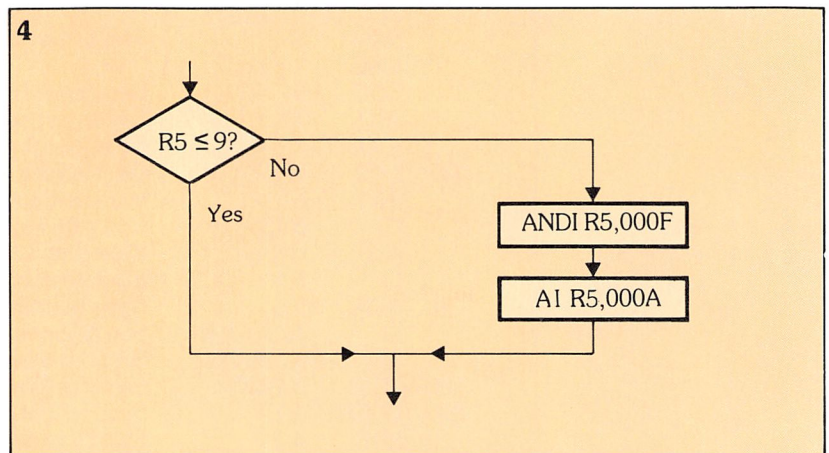 4
R5 ≤ 9?
No
Yes
ANDI R5,000F
AI R5,000A